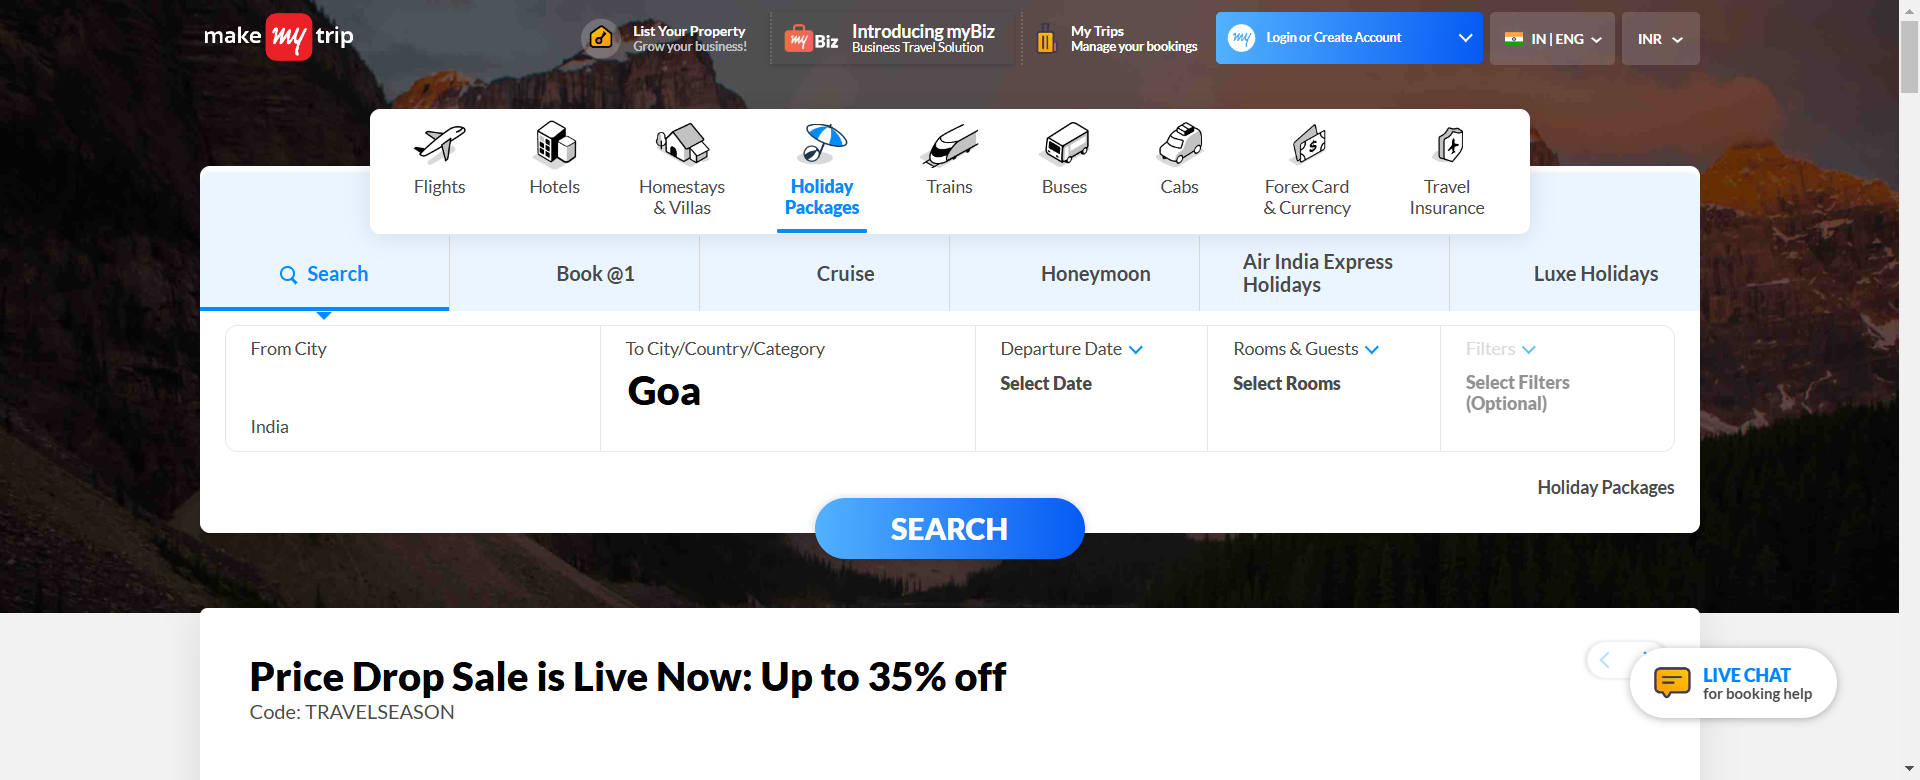 make my trip
List Your Property
Grow your business!
my Biz
Introducing myBiz
Business Travel Solution
My Trips
Manage your bookings
my
Login or Create Account
IN | ENG
INR
Flights
Hotels
Homestays
& Villas
Holiday
Packages
Trains
Buses
Cabs
Forex Card
& Currency
Travel
Insurance
Search
Book @1
Cruise
Honeymoon
Air India Express
Holidays
Luxe Holidays
From City
India
To City/Country/Category
Goa
Departure Date
Select Date
Rooms & Guests
Select Rooms
Filters
Select Filters
(Optional)
Holiday Packages
SEARCH
Price Drop Sale is Live Now: Up to 35% off
Code: TRAVELSEASON
LIVE CHAT
for booking help